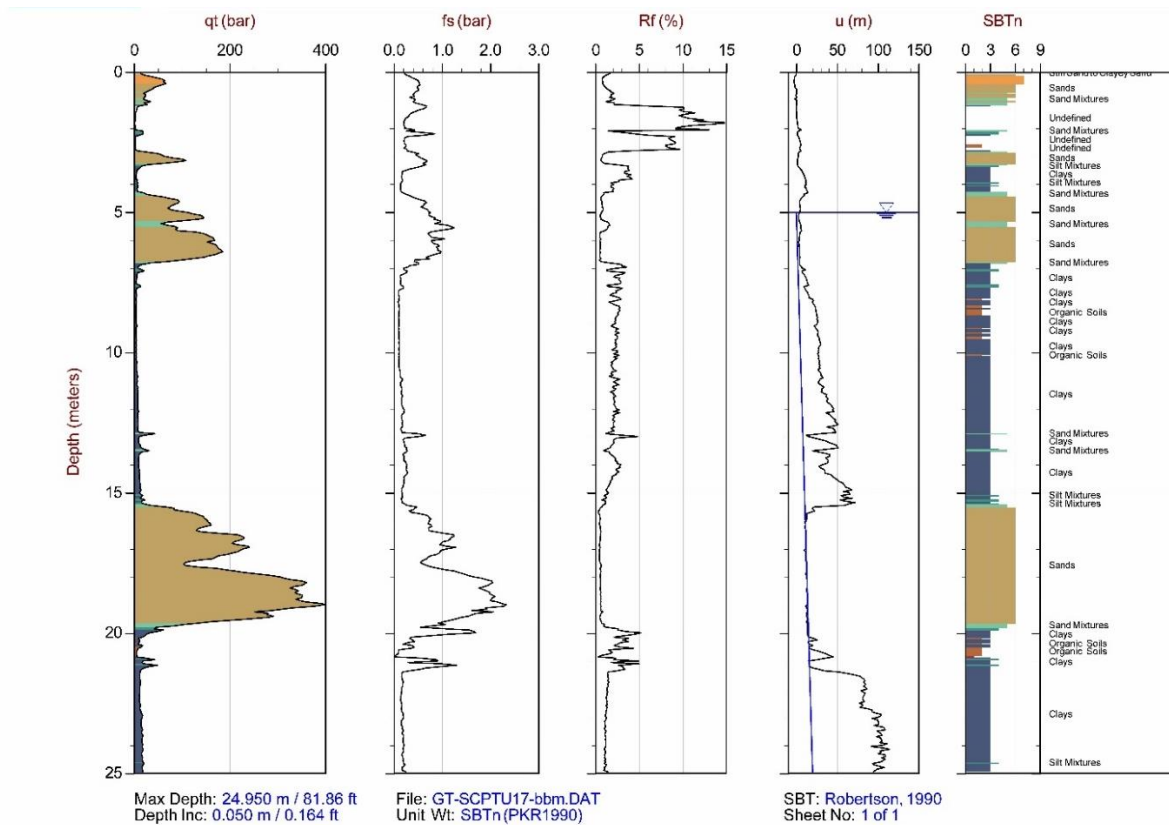 qt (bar)
fs (bar)
Rf (%)
u (m)
SBTn
0 200 400
0.0 1.0 2.0 3.0
0 5 10 15
0 50 100 150
0 3 6 9
0
5
10
15
20
25
Depth (meters)
Sands
Sand Mixtures
Undefined
Sand Mixtures
Undefined
Undefined
Sands
Silt Mixtures
Clays
Silt Mixtures
Sand Mixtures
Sands
Sand Mixtures
Sands
Sand Mixtures
Clays
Clays
Clays
Organic Soils
Clays
Clays
Clays
Organic Soils
Clays
Sand Mixtures
Clays
Sand Mixtures
Clays
Silt Mixtures
Silt Mixtures
Sands
Sand Mixtures
Clays
Organic Soils
Organic Soils
Clays
Clays
Silt Mixtures
Max Depth: 24.950 m / 81.86 ft
Depth Inc: 0.050 m / 0.164 ft
File: GT-SCPTU17-bbm.DAT
Unit Wt: SBTn (PKR1990)
SBT: Robertson, 1990
Sheet No: 1 of 1